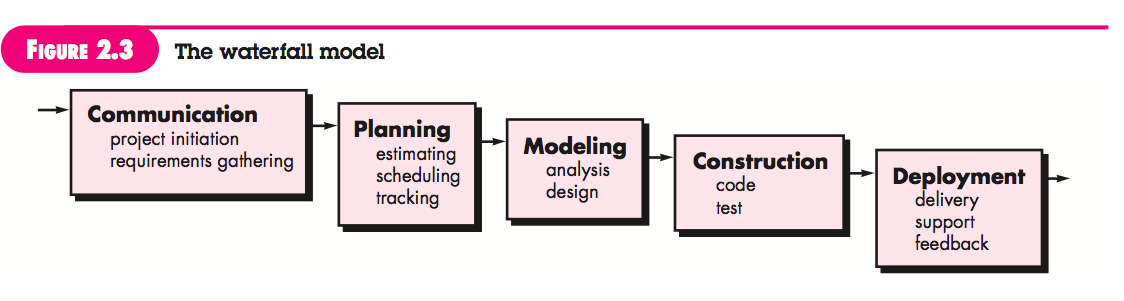 FIGURE 2.3
The waterfall model
Communication
project initiation
requirements gathering
Planning
estimating
scheduling
tracking
Modeling
analysis
design
Construction
code
test
Deployment
delivery
support
feedback